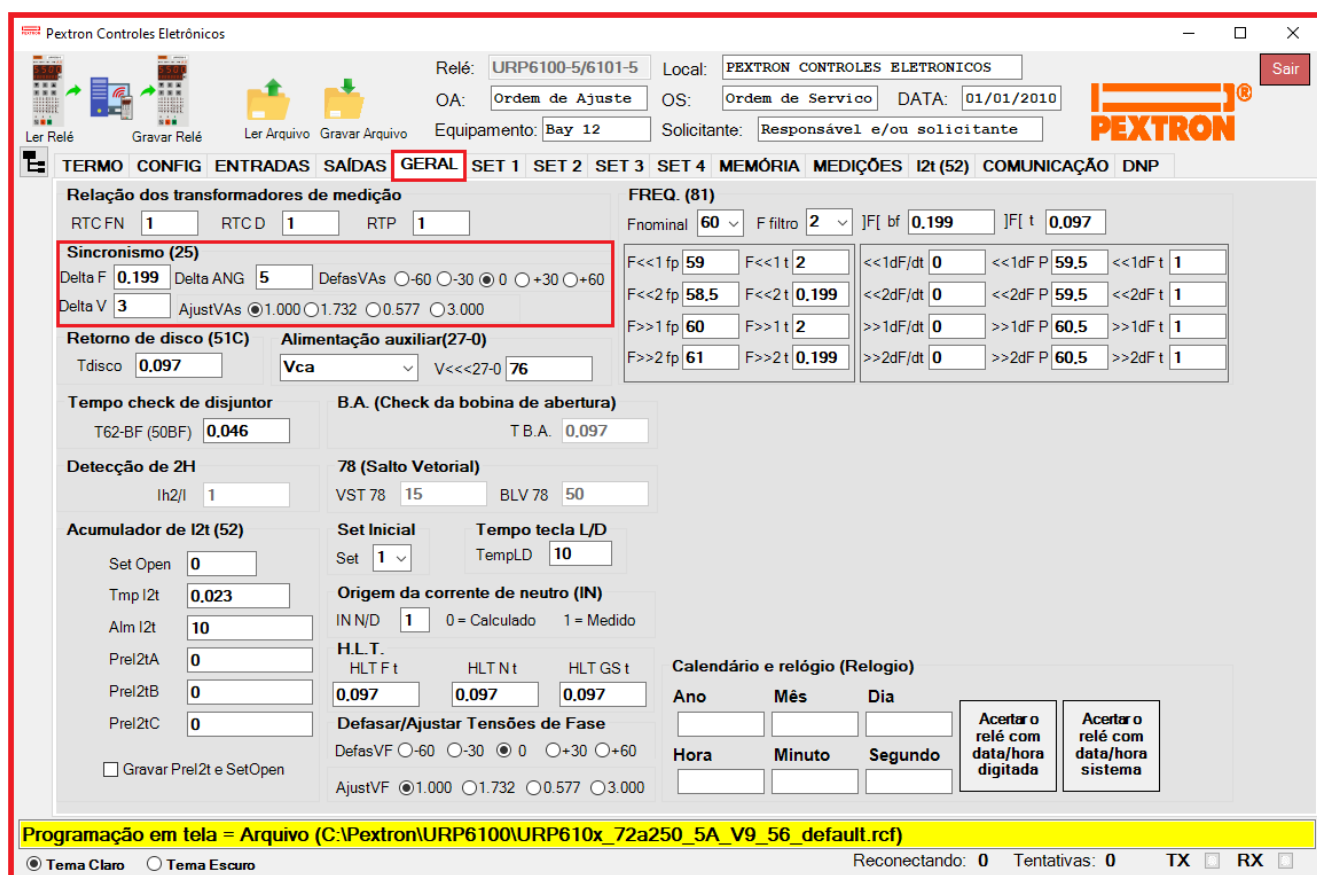 Pextron Controles Eletrônicos
Relé: URP6100-5/6101-5 Local: PEXTRON CONTROLES ELETRONICOS Sair
OA: Ordem de Ajuste OS: Ordem de Servico DATA: 01/01/2010
Ler Relé Gravar Relé Ler Arquivo Gravar Arquivo Equipamento: Bay 12 Solicitante: Responsável e/ou solicitante PEXTRON ®
TERMO CONFIG ENTRADAS SAÍDAS GERAL SET 1 SET 2 SET 3 SET 4 MEMÓRIA MEDIÇÕES I2t (52) COMUNICAÇÃO DNP
Relação dos transformadores de medição
RTC FN 1 RTC D 1 RTP 1
Sincronismo (25)
Delta F 0,199 Delta ANG 5 DefasVAs -60 -30 0 +30 +60
Delta V 3 AjustVAs 1.000 1.732 0.577 3.000
Retorno de disco (51C)
Tdisco 0,097
Alimentação auxiliar(27-0)
Vca V<<<27-0 76
FREQ. (81)
Fnominal 60 F filtro 2 ]F[ bf 0,199 ]F[ t 0,097
F<<1 fp 59 F<<1 t 2 <<1dF/dt 0 <<1dF P 59,5 <<1dF t 1
F<<2 fp 58,5 F<<2 t 0,199 <<2dF/dt 0 <<2dF P 59,5 <<2dF t 1
F>>1 fp 60 F>>1 t 2 >>1dF/dt 0 >>1dF P 60,5 >>1dF t 1
F>>2 fp 61 F>>2 t 0,199 >>2dF/dt 0 >>2dF P 60,5 >>2dF t 1
Tempo check de disjuntor
T62-BF (50BF) 0,046
B.A. (Check da bobina de abertura)
T B.A. 0,097
Detecção de 2H
Ih2/I 1
78 (Salto Vetorial)
VST 78 15 BLV 78 50
Acumulador de I2t (52)
Set Open 0
Tmp I2t 0,023
Alm I2t 10
PreI2tA 0
PreI2tB 0
PreI2tC 0
Gravar PreI2t e SetOpen
Set Inicial
Set 1
Tempo tecla L/D
TempLD 10
Origem da corrente de neutro (IN)
IN N/D 1 0 = Calculado 1 = Medido
H.L.T.
HLT F t HLT N t HLT GS t
0,097 0,097 0,097
Defasar/Ajustar Tensões de Fase
DefasVF -60 -30 0 +30 +60
AjustVF 1.000 1.732 0.577 3.000
Calendário e relógio (Relogio)
Ano Mês Dia
Hora Minuto Segundo
Acertar o
relé com
data/hora
digitada
Acertar o
relé com
data/hora
sistema
Programação em tela = Arquivo (C:\Pextron\URP6100\URP610x_72a250_5A_V9_56_default.rcf)
Tema Claro Tema Escuro Reconectando: 0 Tentativas: 0 TX RX